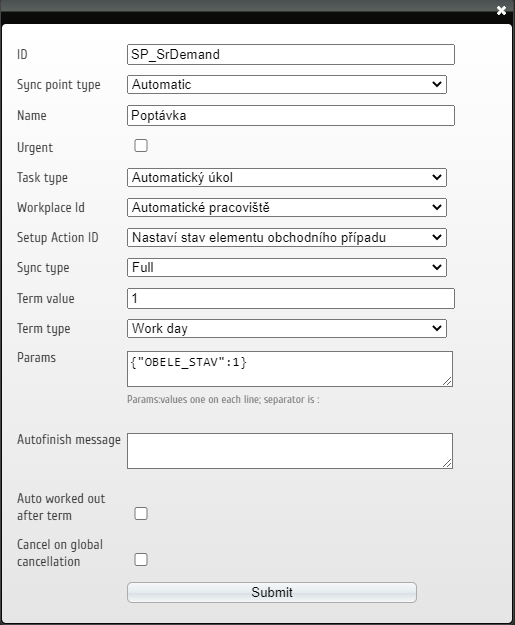 ID SP_SrDemand
Sync point type Automatic
Name Poptávka
Urgent
Task type Automatický úkol
Workplace Id Automatické pracoviště
Setup Action ID Nastaví stav elementu obchodního případu
Sync type Full
Term value 1
Term type Work day
Params {"OBELE_STAV":1}
Params:values one on each line; separator is :
Autofinish message
Auto worked out
after term
Cancel on global
cancellation
Submit